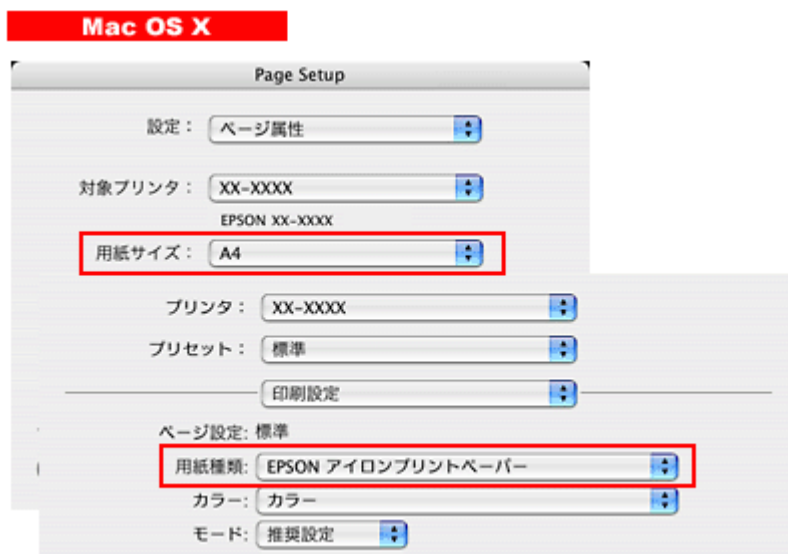 Mac OS X
Page Setup
設定： ページ属性
対象プリンタ： XX-XXXX
EPSON XX-XXXX
用紙サイズ： A4
プリンタ： XX-XXXX
プリセット： 標準
印刷設定
ページ設定: 標準
用紙種類: EPSON アイロンプリントペーパー
カラー: カラー
モード: 推奨設定